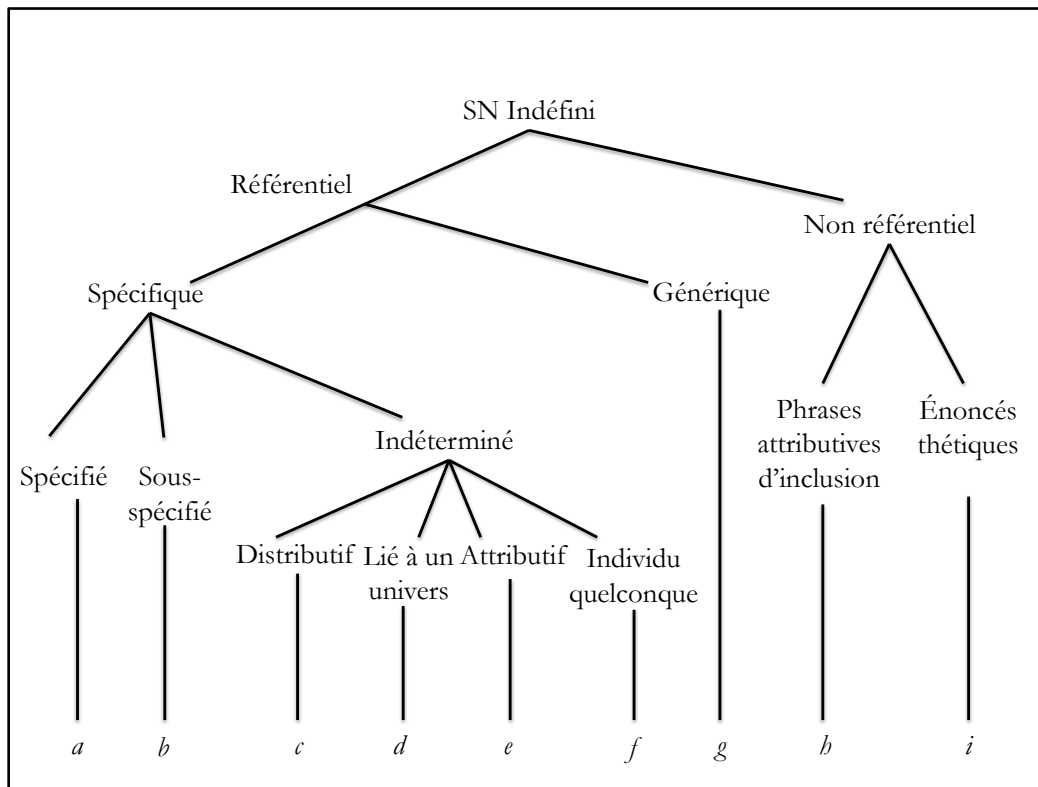 SN Indéfini
Référentiel
Non référentiel
Spécifique
Générique
Phrases
attributives
d'inclusion
Énoncés
thétiques
Indéterminé
Spécifié
Sous-
spécifié
Distributif
Lié à un
univers
Attributif
Individu
quelconque
a b c d e f g h i